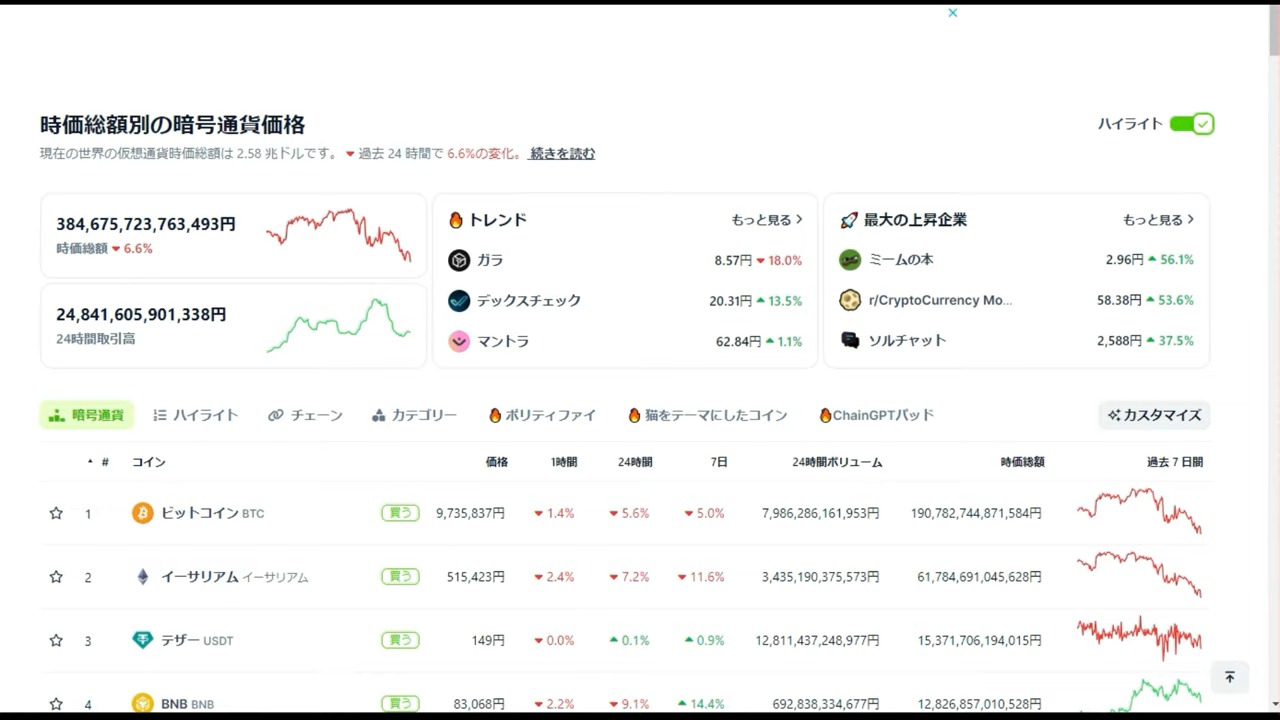 時価総額別の暗号通貨価格
ハイライト
現在の世界の仮想通貨時価総額は 2.58 兆ドルです。 過去 24 時間で 6.6%の変化。 続きを読む
384,675,723,763,493円
時価総額 6.6%
24,841,605,901,338円
24時間取引高
トレンド もっと見る
ガラ 8.57円 18.0%
デックスチェック 20.31円 13.5%
マントラ 62.84円 1.1%
最大の上昇企業 もっと見る
ミームの本 2.96円 56.1%
r/CryptoCurrency Mo... 58.38円 53.6%
ソルチャット 2,588円 37.5%
暗号通貨 ハイライト チェーン カテゴリー ポリティファイ 猫をテーマにしたコイン ChainGPTパッド カスタマイズ
# コイン 価格 1時間 24時間 7日 24時間ボリューム 時価総額 過去 7 日間
1 ビットコイン BTC 買う 9,735,837円 1.4% 5.6% 5.0% 7,986,286,161,953円 190,782,744,871,584円
2 イーサリアム イーサリアム 買う 515,423円 2.4% 7.2% 11.6% 3,435,190,375,573円 61,784,691,045,628円
3 テザー USDT 買う 149円 0.0% 0.1% 0.9% 12,811,437,248,977円 15,371,706,194,015円
4 BNB BNB 買う 83,068円 2.2% 9.1% 14.4% 692,838,334,677円 12,826,857,010,528円